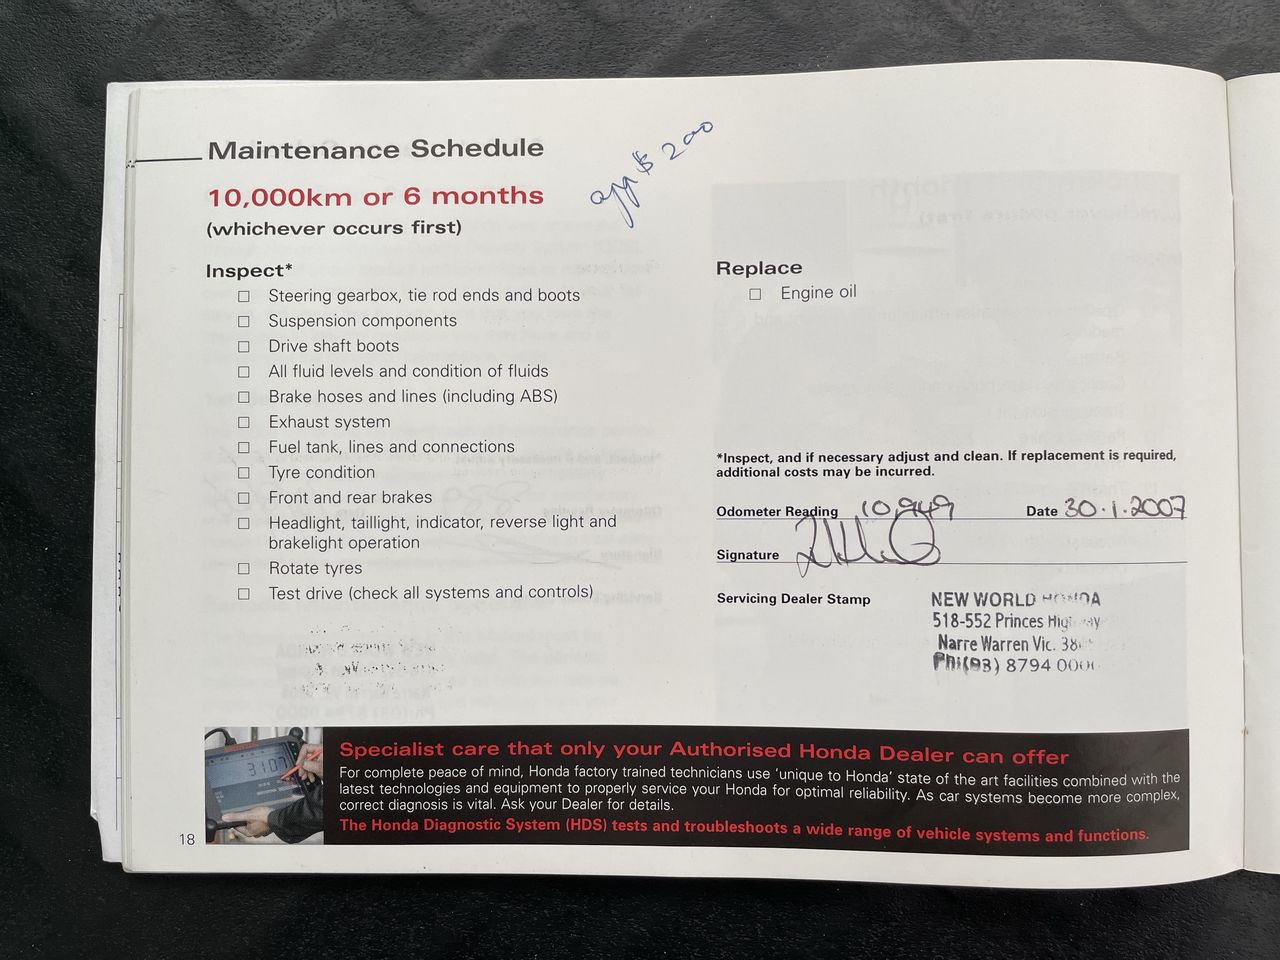 Maintenance Schedule
$ 200
10,000km or 6 months
(whichever occurs first)
Inspect*
Steering gearbox, tie rod ends and boots
Suspension components
Drive shaft boots
All fluid levels and condition of fluids
Brake hoses and lines (including ABS)
Exhaust system
Fuel tank, lines and connections
Tyre condition
Front and rear brakes
Headlight, taillight, indicator, reverse light and
brakelight operation
Rotate tyres
Test drive (check all systems and controls)
Replace
Engine oil
*Inspect, and if necessary adjust and clean. If replacement is required,
additional costs may be incurred.
Odometer Reading 10,949 Date 30·1·2007
Signature
Servicing Dealer Stamp
NEW WORLD HONDA
518-552 Princes Highway
Narre Warren Vic.
Ph:(03) 8794
3107
Specialist care that only your Authorised Honda Dealer can offer
For complete peace of mind, Honda factory trained technicians use 'unique to Honda' state of the art facilities combined with the
latest technologies and equipment to properly service your Honda for optimal reliability. As car systems become more complex,
correct diagnosis is vital. Ask your Dealer for details.
The Honda Diagnostic System (HDS) tests and troubleshoots a wide range of vehicle systems and functions.
18